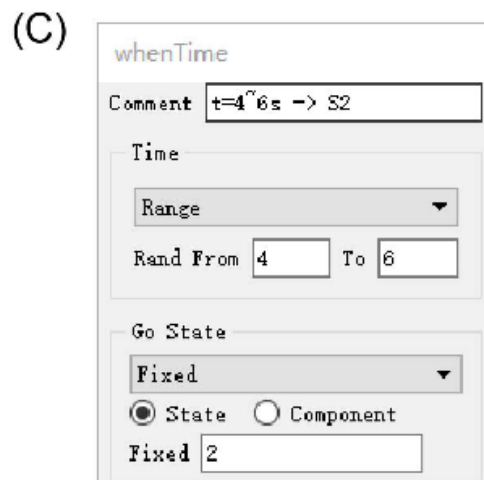 (C)
whenTime
Comment t=4~6s -> S2
Time
Range
Rand From 4 To 6
Go State
Fixed
State Component
Fixed 2